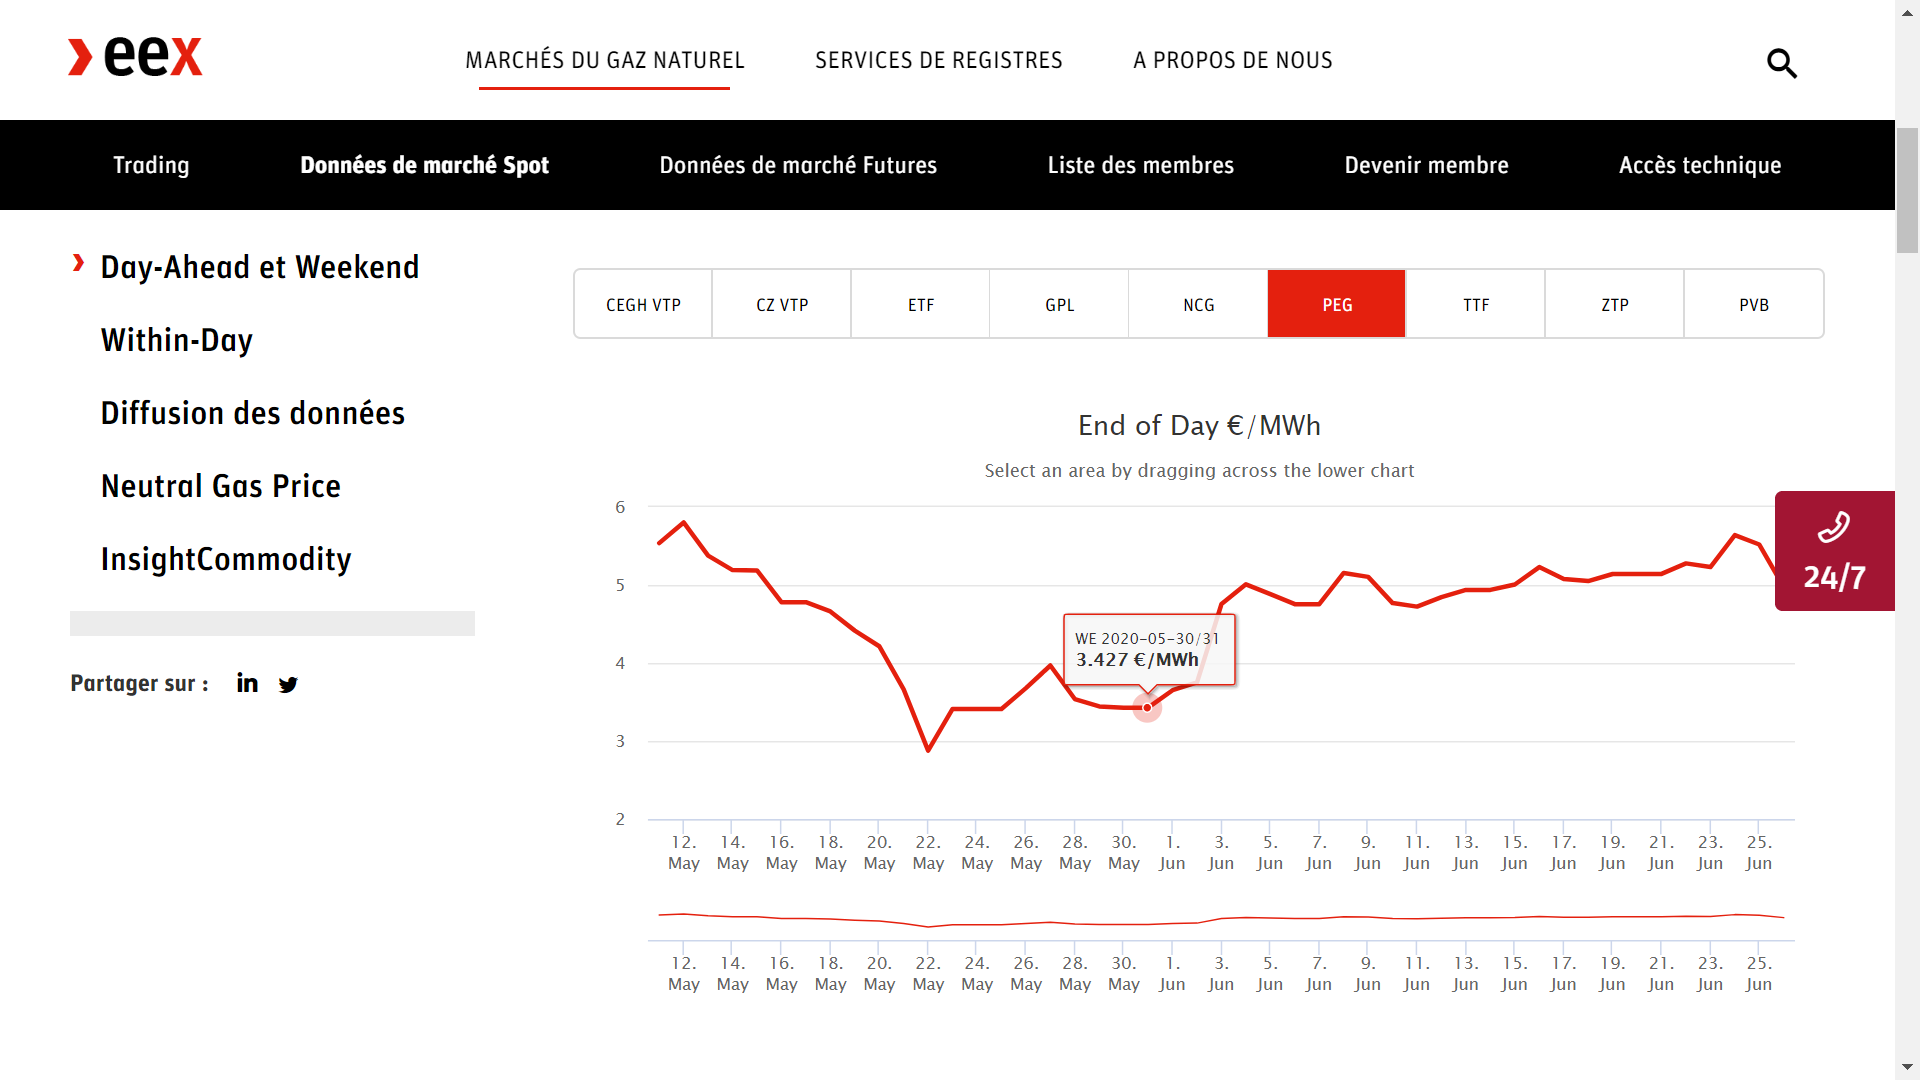 eex
MARCHÉS DU GAZ NATUREL SERVICES DE REGISTRES A PROPOS DE NOUS
Trading Données de marché Spot Données de marché Futures Liste des membres Devenir membre Accès technique
Day-Ahead et Weekend
Within-Day
Diffusion des données
Neutral Gas Price
InsightCommodity
Partager sur :
CEGH VTP CZ VTP ETF GPL NCG PEG TTF ZTP PVB
End of Day €/MWh
Select an area by dragging across the lower chart
6
5
4
3
2
WE 2020-05-30/31
3.427 €/MWh
24/7
12. 14. 16. 18. 20. 22. 24. 26. 28. 30. 1. 3. 5. 7. 9. 11. 13. 15. 17. 19. 21. 23. 25.
May May May May May May May May May May Jun Jun Jun Jun Jun Jun Jun Jun Jun Jun Jun Jun Jun
12. 14. 16. 18. 20. 22. 24. 26. 28. 30. 1. 3. 5. 7. 9. 11. 13. 15. 17. 19. 21. 23. 25.
May May May May May May May May May May Jun Jun Jun Jun Jun Jun Jun Jun Jun Jun Jun Jun Jun